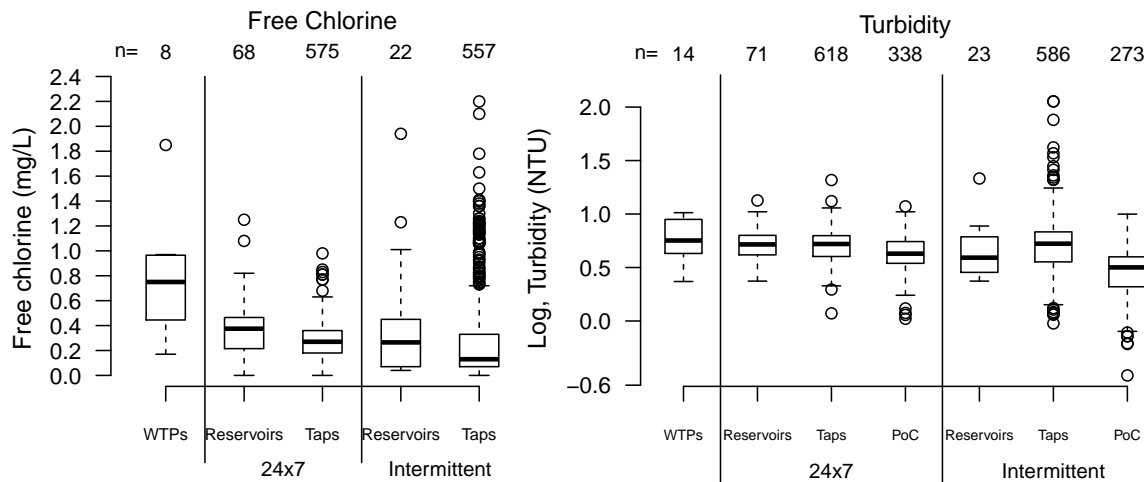 Free Chlorine
n= 8 68 575 22 557
Free chlorine (mg/L)
2.4
2.2
2.0
1.8
1.6
1.4
1.2
1.0
0.8
0.6
0.4
0.2
0.0
WTPs Reservoirs Taps Reservoirs Taps
24x7 Intermittent
Turbidity
n= 14 71 618 338 23 586 273
Log, Turbidity (NTU)
2.0
1.5
1.0
0.5
0.0
−0.6
WTPs Reservoirs Taps PoC Reservoirs Taps PoC
24x7 Intermittent